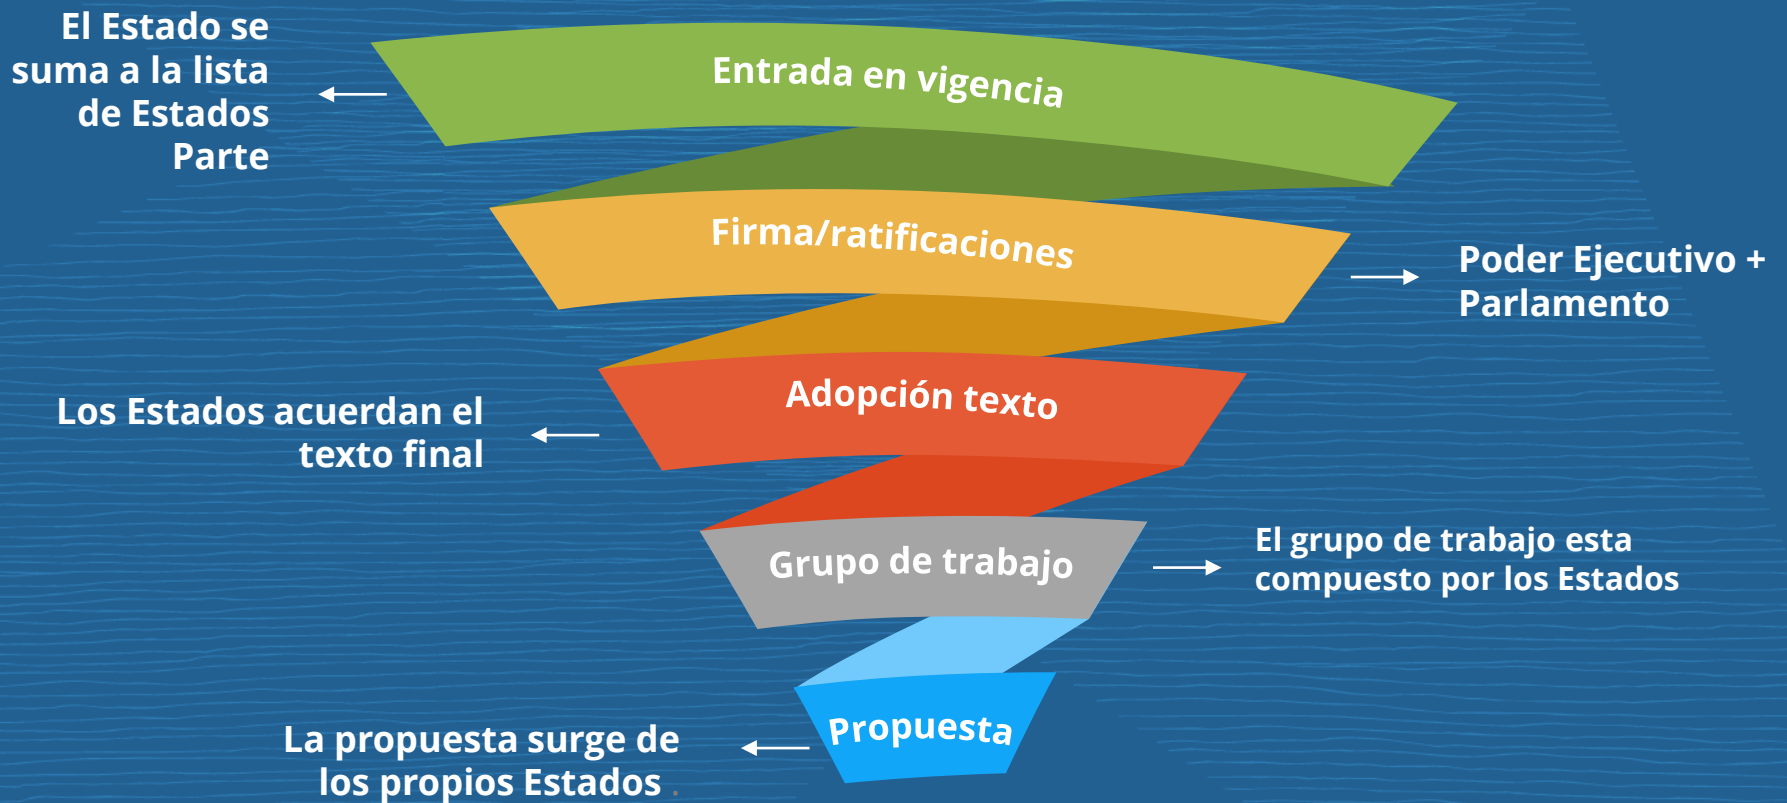 El Estado se
suma a la lista
de Estados
Parte
Entrada en vigencia
Firma/ratificaciones
Poder Ejecutivo +
Parlamento
Adopción texto
Los Estados acuerdan el
texto final
Grupo de trabajo
El grupo de trabajo esta
compuesto por los Estados
Propuesta
La propuesta surge de
los propios Estados .